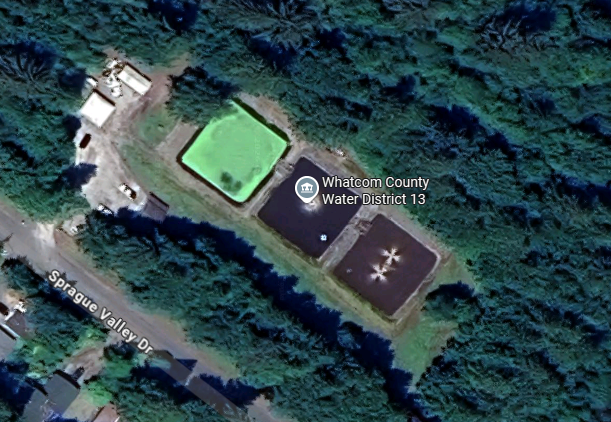 Whatcom County
Water District 13
Sprague Valley Dr